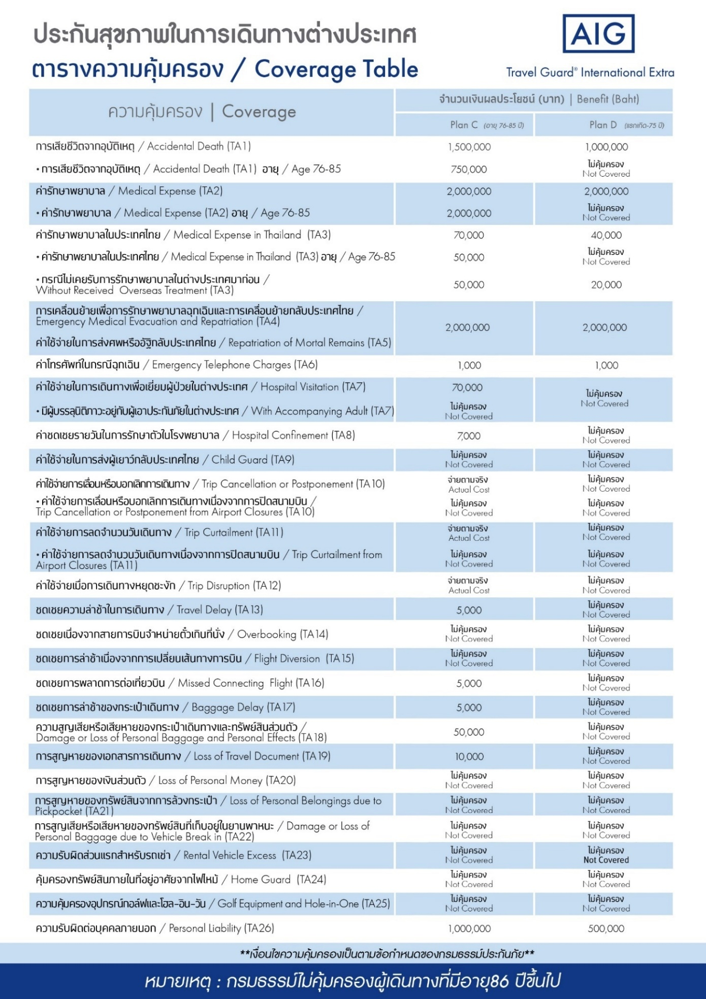 ประกันสุขภาพในการเดินทางต่างประเทศ
AIG
ตารางความคุ้มครอง / Coverage Table
Travel Guard® International Extra
ความคุ้มครอง | Coverage
จำนวนเงินผลประโยชน์ (บาท) | Benefit (Baht)
Plan C (อายุ 76-85 ปี)
Plan D (แรกเกิด-75 ปี)
การเสียชีวิตจากอุบัติเหตุ / Accidental Death (TA1)
1,500,000
1,000,000
• การเสียชีวิตจากอุบัติเหตุ / Accidental Death (TA1) อายุ / Age 76-85
750,000
ไม่คุ้มครอง
Not Covered
ค่ารักษาพยาบาล / Medical Expense (TA2)
2,000,000
2,000,000
• ค่ารักษาพยาบาล / Medical Expense (TA2) อายุ / Age 76-85
2,000,000
ไม่คุ้มครอง
Not Covered
ค่ารักษาพยาบาลในประเทศไทย / Medical Expense in Thailand (TA3)
70,000
40,000
• ค่ารักษาพยาบาลในประเทศไทย / Medical Expense in Thailand (TA3) อายุ / Age 76-85
50,000
ไม่คุ้มครอง
Not Covered
• กรณีไม่เคยรับการรักษาพยาบาลในต่างประเทศมาก่อน /
Without Received Overseas Treatment (TA3)
50,000
20,000
การเคลื่อนย้ายเพื่อการรักษาพยาบาลฉุกเฉินและการเคลื่อนย้ายกลับประเทศไทย /
Emergency Medical Evacuation and Repatriation (TA4)
ค่าใช้จ่ายในการส่งศพหรืออัฐิกลับประเทศไทย / Repatriation of Mortal Remains (TA5)
2,000,000
2,000,000
ค่าโทรศัพท์ในกรณีฉุกเฉิน / Emergency Telephone Charges (TA6)
1,000
1,000
ค่าใช้จ่ายในการเดินทางเพื่อเยี่ยมผู้ป่วยในต่างประเทศ / Hospital Visitation (TA7)
70,000
ไม่คุ้มครอง
Not Covered
• มีผู้บรรลุนิติภาวะอยู่กับผู้เอาประกันภัยในต่างประเทศ / With Accompanying Adult (TA7)
ไม่คุ้มครอง
Not Covered
ค่าชดเชยรายวันในการรักษาตัวในโรงพยาบาล / Hospital Confinement (TA8)
7,000
ไม่คุ้มครอง
Not Covered
ค่าใช้จ่ายในการส่งผู้เยาว์กลับประเทศไทย / Child Guard (TA9)
ไม่คุ้มครอง
Not Covered
ไม่คุ้มครอง
Not Covered
ค่าใช้จ่ายการเลื่อนหรือบอกเลิกการเดินทาง / Trip Cancellation or Postponement (TA10)
จ่ายตามจริง
Actual Cost
ไม่คุ้มครอง
Not Covered
• ค่าใช้จ่ายการเลื่อนหรือบอกเลิกการเดินทางเนื่องจากการปิดสนามบิน /
Trip Cancellation or Postponement from Airport Closures (TA10)
ไม่คุ้มครอง
Not Covered
ไม่คุ้มครอง
Not Covered
ค่าใช้จ่ายการลดจำนวนวันเดินทาง / Trip Curtailment (TA11)
จ่ายตามจริง
Actual Cost
ไม่คุ้มครอง
Not Covered
• ค่าใช้จ่ายการลดจำนวนวันเดินทางเนื่องจากการปิดสนามบิน / Trip Curtailment from
Airport Closures (TA11)
ไม่คุ้มครอง
Not Covered
ไม่คุ้มครอง
Not Covered
ค่าใช้จ่ายเมื่อการเดินทางหยุดชะงัก / Trip Disruption (TA12)
จ่ายตามจริง
Actual Cost
ไม่คุ้มครอง
Not Covered
ชดเชยความล่าช้าในการเดินทาง / Travel Delay (TA13)
5,000
ไม่คุ้มครอง
Not Covered
ชดเชยเนื่องจากสายการบินจำหน่ายตั๋วเกินที่นั่ง / Overbooking (TA14)
ไม่คุ้มครอง
Not Covered
ไม่คุ้มครอง
Not Covered
ชดเชยการล่าช้าเนื่องจากการเปลี่ยนเส้นทางการบิน / Flight Diversion (TA15)
ไม่คุ้มครอง
Not Covered
ไม่คุ้มครอง
Not Covered
ชดเชยการพลาดการต่อเที่ยวบิน / Missed Connecting Flight (TA16)
5,000
ไม่คุ้มครอง
Not Covered
ชดเชยการล่าช้าของกระเป๋าเดินทาง / Baggage Delay (TA17)
5,000
ไม่คุ้มครอง
Not Covered
ความสูญเสียหรือเสียหายของกระเป๋าเดินทางและทรัพย์สินส่วนตัว /
Damage or Loss of Personal Baggage and Personal Effects (TA18)
50,000
ไม่คุ้มครอง
Not Covered
การสูญหายของเอกสารการเดินทาง / Loss of Travel Document (TA19)
10,000
ไม่คุ้มครอง
Not Covered
การสูญหายของเงินส่วนตัว / Loss of Personal Money (TA20)
ไม่คุ้มครอง
Not Covered
ไม่คุ้มครอง
Not Covered
การสูญหายของทรัพย์สินจากการล้วงกระเป๋า / Loss of Personal Belongings due to
Pickpocket (TA21)
ไม่คุ้มครอง
Not Covered
ไม่คุ้มครอง
Not Covered
การสูญเสียหรือเสียหายของทรัพย์สินที่เก็บอยู่ในยานพาหนะ / Damage or Loss of
Personal Baggage due to Vehicle Break in (TA22)
ไม่คุ้มครอง
Not Covered
ไม่คุ้มครอง
Not Covered
ความรับผิดส่วนแรกสำหรับรถเช่า / Rental Vehicle Excess (TA23)
ไม่คุ้มครอง
Not Covered
ไม่คุ้มครอง
Not Covered
คุ้มครองทรัพย์สินภายในที่อยู่อาศัยจากไฟไหม้ / Home Guard (TA24)
ไม่คุ้มครอง
Not Covered
ไม่คุ้มครอง
Not Covered
ความคุ้มครองอุปกรณ์กอล์ฟและโฮล-อิน-วัน / Golf Equipment and Hole-in-One (TA25)
ไม่คุ้มครอง
Not Covered
ไม่คุ้มครอง
Not Covered
ความรับผิดต่อบุคคลภายนอก / Personal Liability (TA26)
1,000,000
500,000
**เงื่อนไขความคุ้มครองเป็นตามข้อกำหนดของกรมธรรม์ประกันภัย**
หมายเหตุ : กรมธรรม์ไม่คุ้มครองผู้เดินทางที่มีอายุ86 ปีขึ้นไป